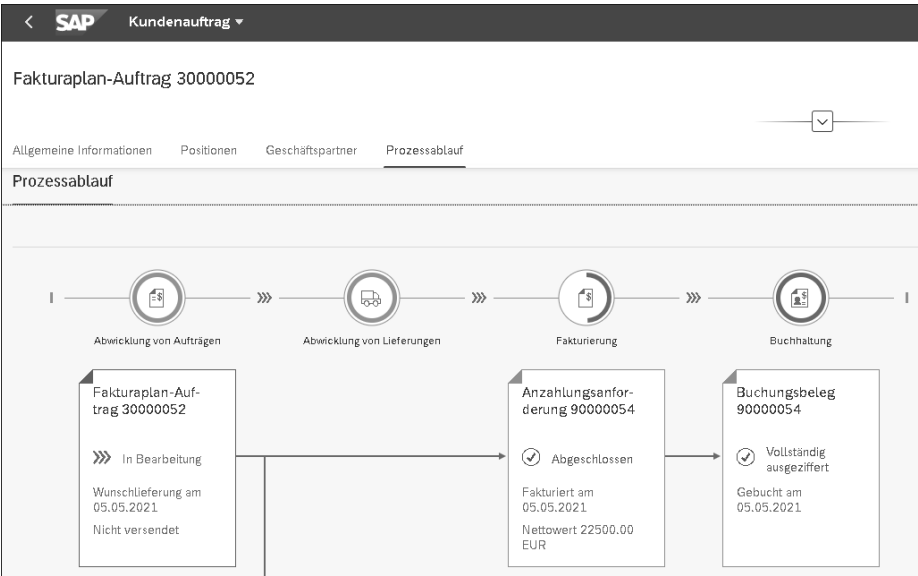 SAP Kundenauftrag
Fakturaplan-Auftrag 30000052
Allgemeine Informationen Positionen Geschäftspartner Prozessablauf
Prozessablauf
Abwicklung von Aufträgen Abwicklung von Lieferungen Fakturierung Buchhaltung
Fakturaplan-Auf-
trag 30000052
In Bearbeitung
Wunschlieferung am
05.05.2021
Nicht versendet
Anzahlungsanfor-
derung 90000054
Abgeschlossen
Fakturiert am
05.05.2021
Nettowert 22500.00
EUR
Buchungsbeleg
90000054
Vollständig
ausgeziffert
Gebucht am
05.05.2021